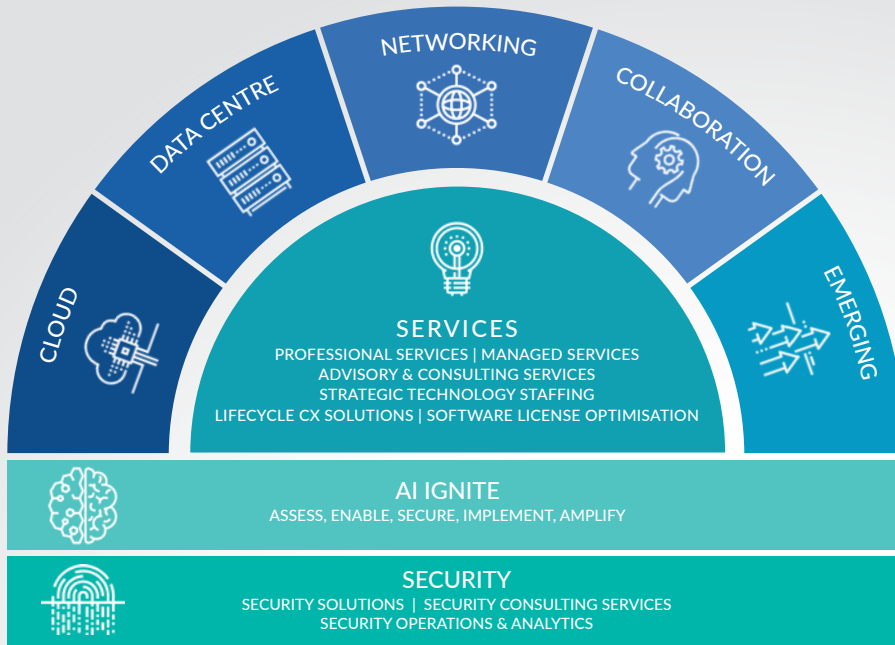 CLOUD
DATA CENTRE
NETWORKING
COLLABORATION
EMERGING
SERVICES
PROFESSIONAL SERVICES | MANAGED SERVICES
ADVISORY & CONSULTING SERVICES
STRATEGIC TECHNOLOGY STAFFING
LIFECYCLE CX SOLUTIONS | SOFTWARE LICENSE OPTIMISATION
AI IGNITE
ASSESS, ENABLE, SECURE, IMPLEMENT, AMPLIFY
SECURITY
SECURITY SOLUTIONS | SECURITY CONSULTING SERVICES
SECURITY OPERATIONS & ANALYTICS